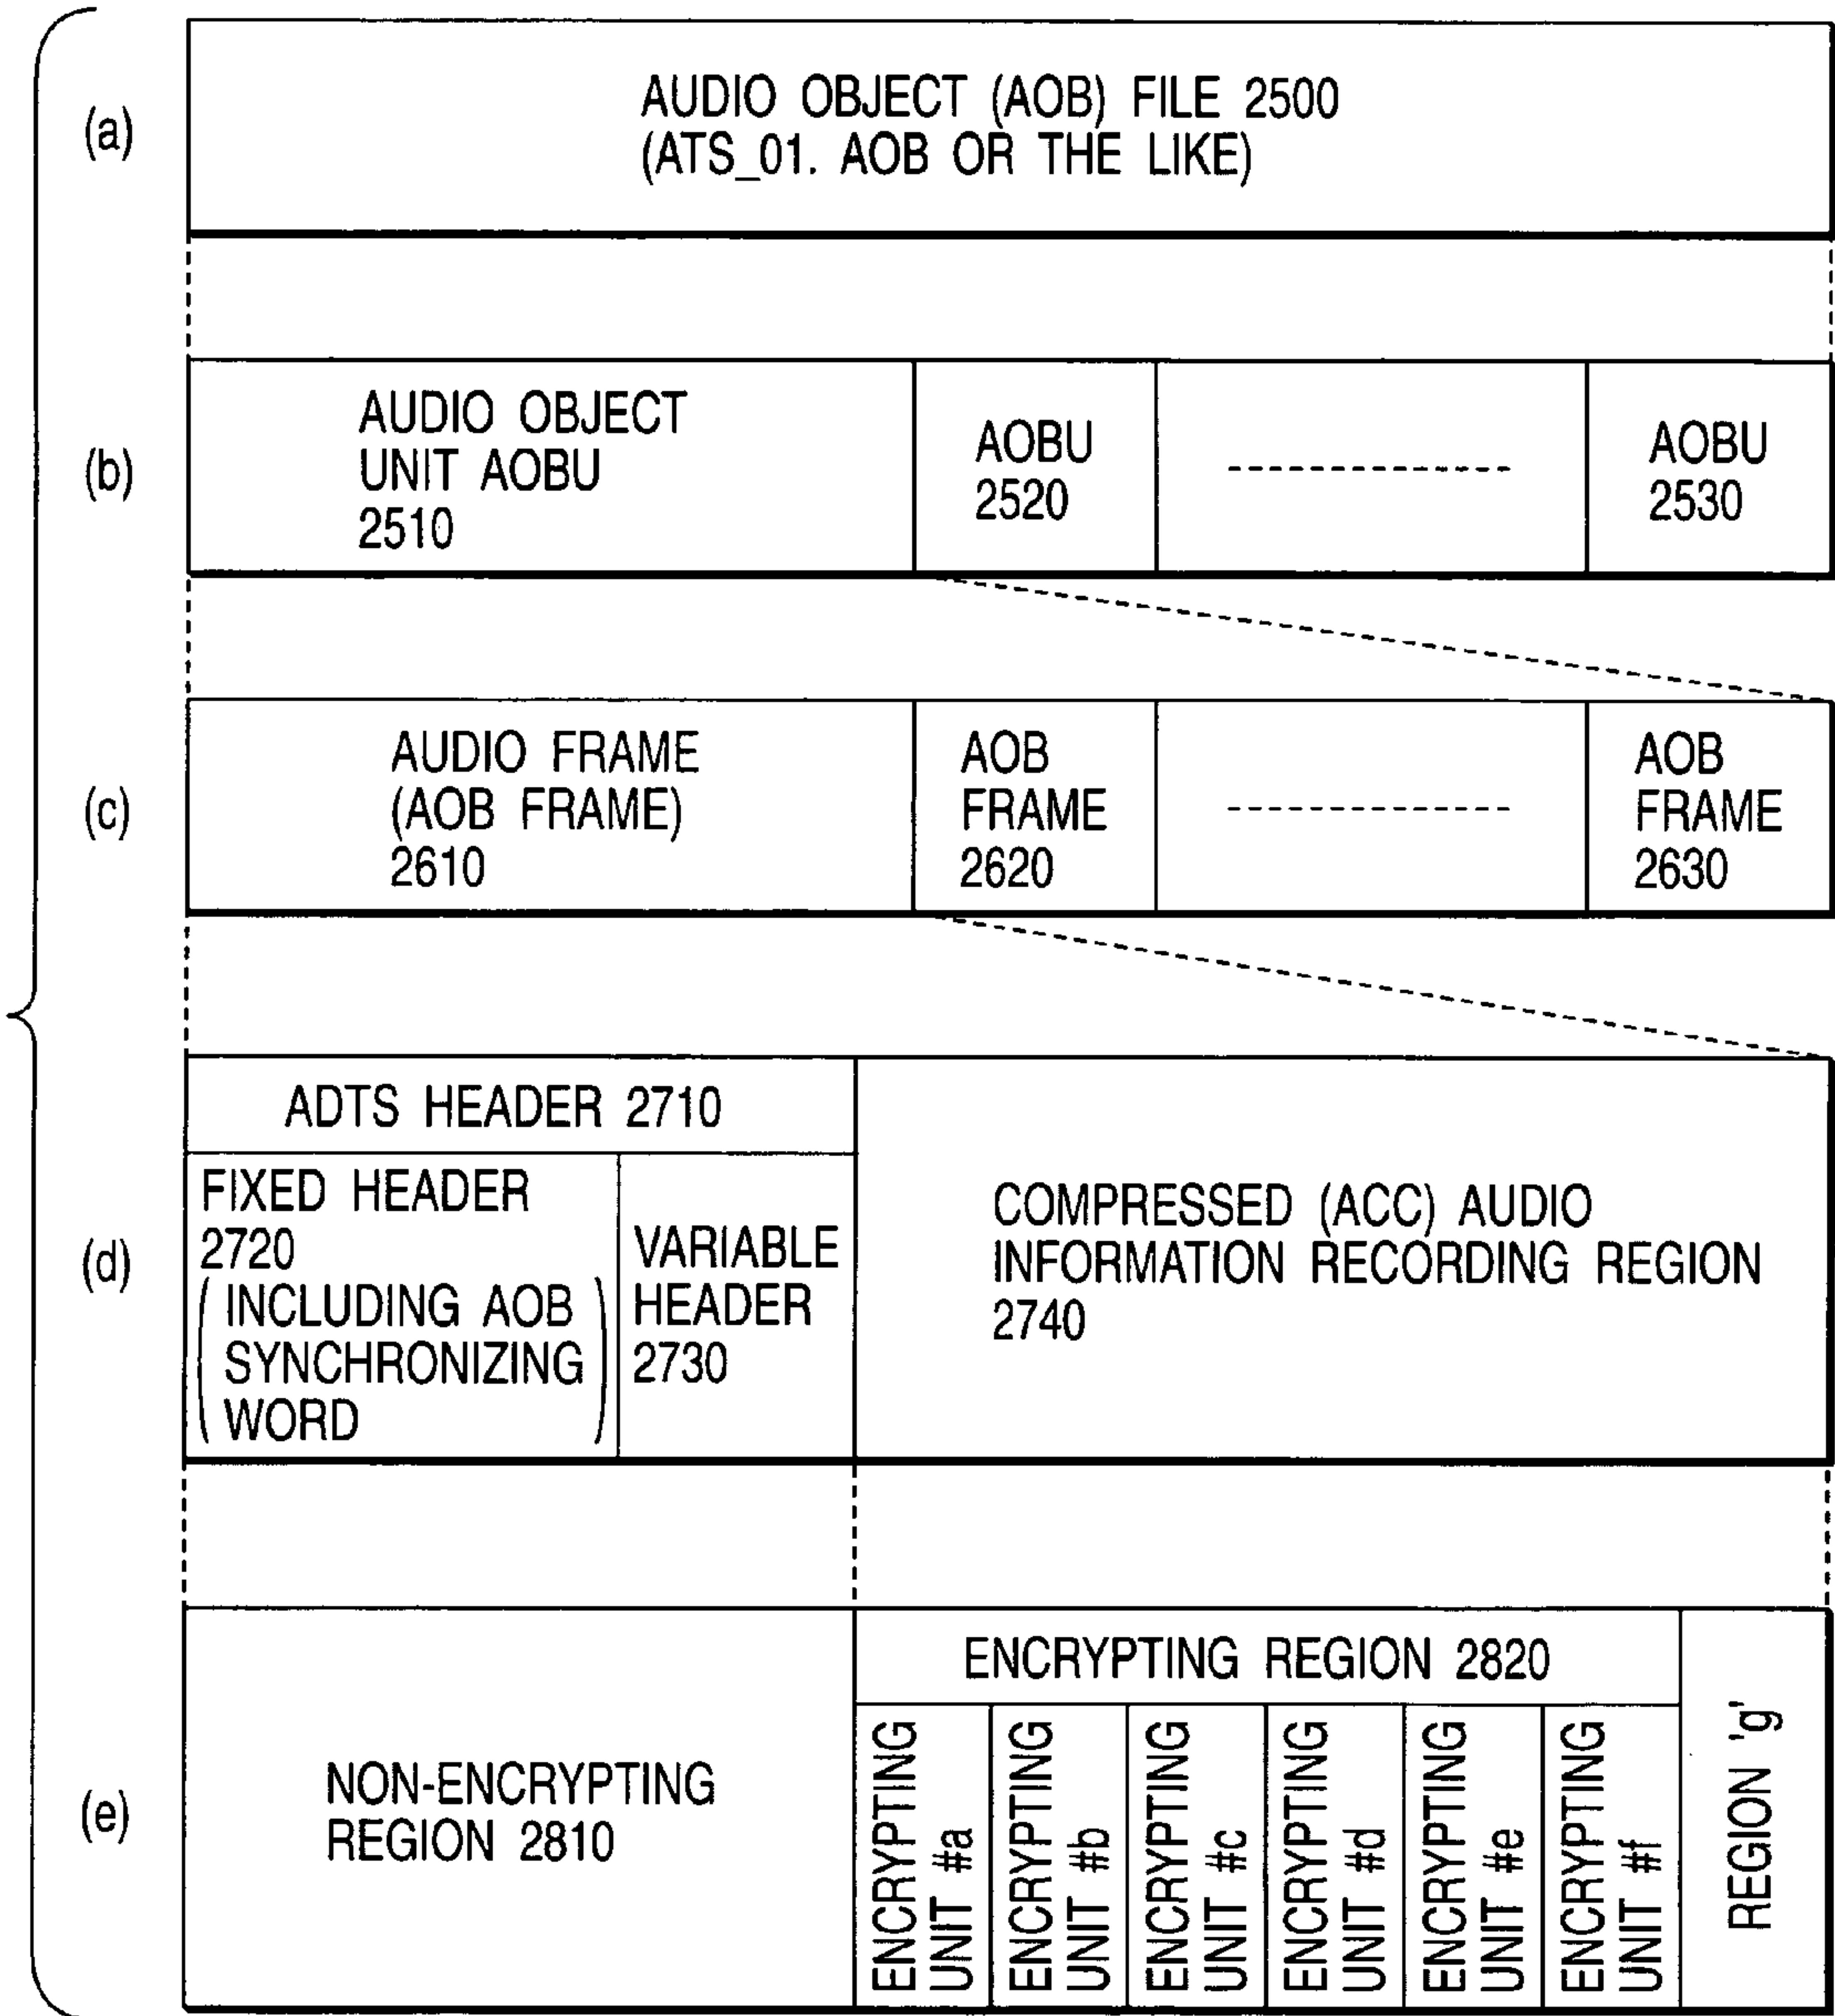 (a)
AUDIO OBJECT (AOB) FILE 2500
(ATS_01. AOB OR THE LIKE)
(b)
AUDIO OBJECT
UNIT AOBU
2510
AOBU
2520
AOBU
2530
(c)
AUDIO FRAME
(AOB FRAME)
2610
AOB
FRAME
2620
AOB
FRAME
2630
(d)
ADTS HEADER 2710
FIXED HEADER
2720
(INCLUDING AOB
SYNCHRONIZING
WORD)
VARIABLE
HEADER
2730
COMPRESSED (ACC) AUDIO
INFORMATION RECORDING REGION
2740
(e)
NON-ENCRYPTING
REGION 2810
ENCRYPTING REGION 2820
ENCRYPTING
UNIT #a
ENCRYPTING
UNIT #b
ENCRYPTING
UNIT #c
ENCRYPTING
UNIT #d
ENCRYPTING
UNIT #e
ENCRYPTING
UNIT #f
REGION 'g'